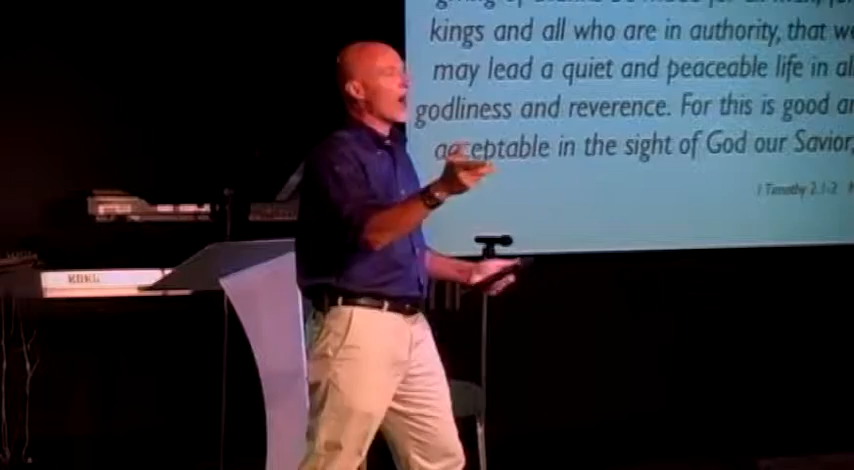 kings and all who are in authority, that we
may lead a quiet and peaceable life in all
godliness and reverence. For this is good
acceptable in the sight of God our Savior,
1 Timothy 2.1-2
KORG